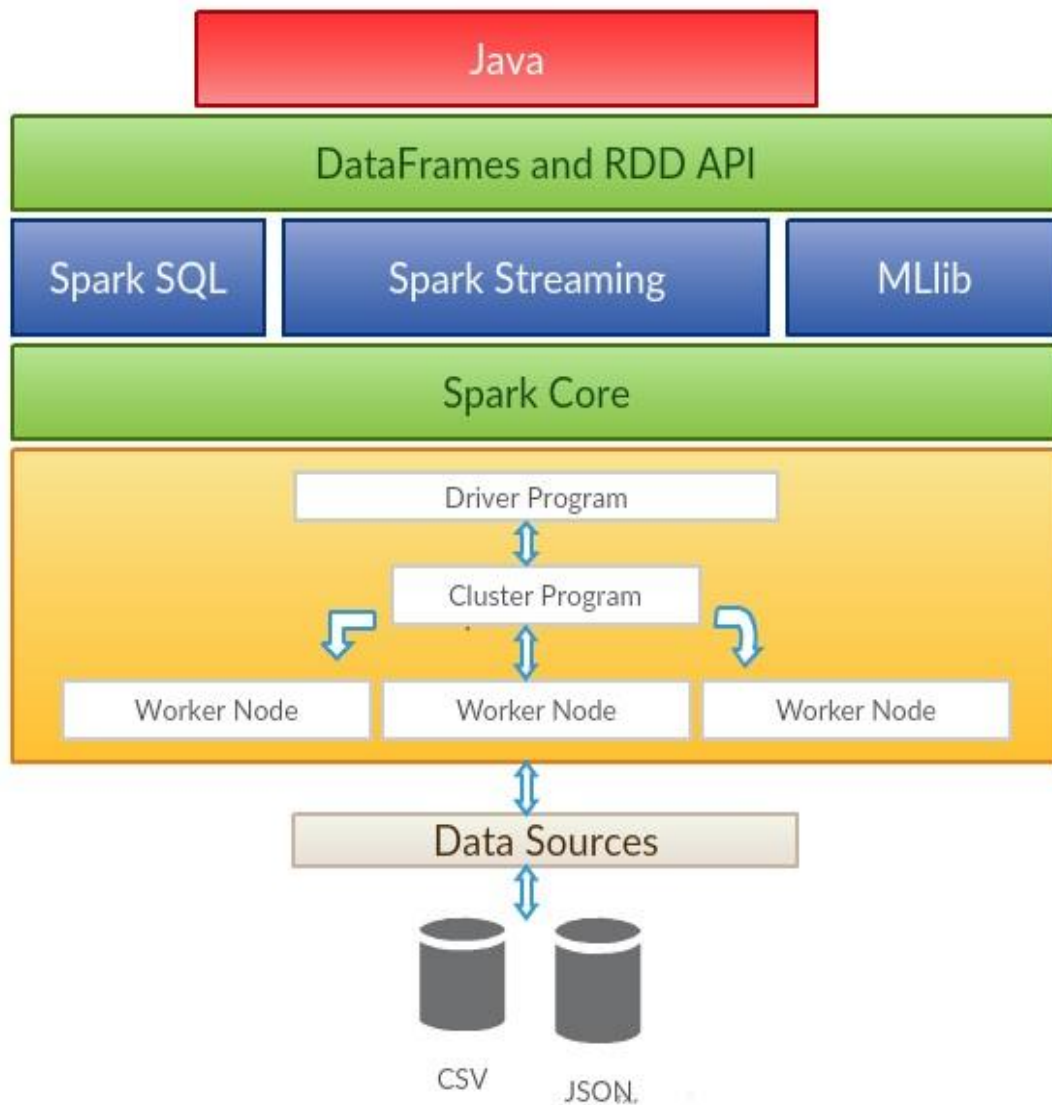 Java
DataFrames and RDD API
Spark SQL
Spark Streaming
MLlib
Spark Core
Driver Program
Cluster Program
Worker Node
Worker Node
Worker Node
Data Sources
CSV
JSON